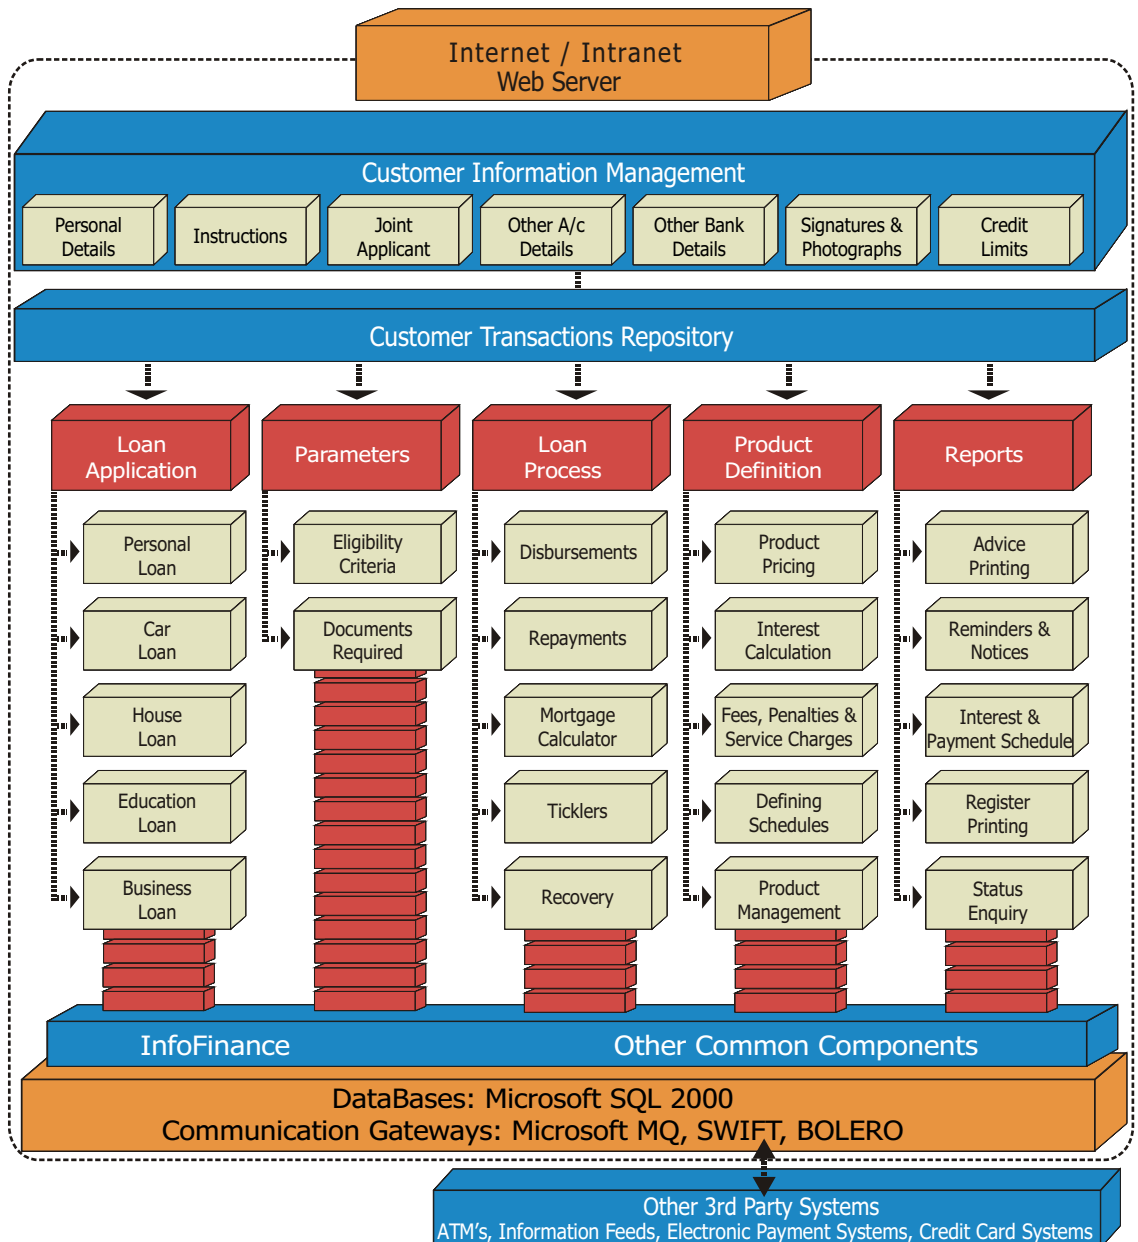 Internet / Intranet
Web Server
Customer Information Management
Personal
Details
Instructions
Joint
Applicant
Other A/c
Details
Other Bank
Details
Signatures &
Photographs
Credit
Limits
Customer Transactions Repository
Loan
Application
Parameters
Loan
Process
Product
Definition
Reports
Personal
Loan
Eligibility
Criteria
Disbursements
Product
Pricing
Advice
Printing
Car
Loan
Documents
Required
Repayments
Interest
Calculation
Reminders &
Notices
House
Loan
Mortgage
Calculator
Fees, Penalties &
Service Charges
Interest &
Payment Schedule
Education
Loan
Ticklers
Defining
Schedules
Register
Printing
Business
Loan
Recovery
Product
Management
Status
Enquiry
InfoFinance
Other Common Components
DataBases: Microsoft SQL 2000
Communication Gateways: Microsoft MQ, SWIFT, BOLERO
Other 3rd Party Systems
ATM's, Information Feeds, Electronic Payment Systems, Credit Card Systems